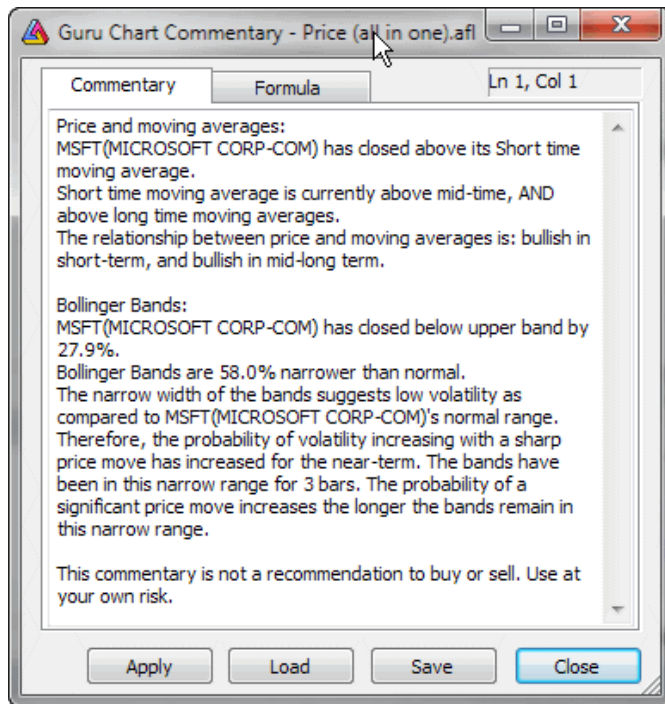 Guru Chart Commentary - Price (all in one).afl
Commentary
Formula
Ln 1, Col 1
Price and moving averages:
MSFT(MICROSOFT CORP-COM) has closed above its Short time
moving average.
Short time moving average is currently above mid-time, AND
above long time moving averages.
The relationship between price and moving averages is: bullish in
short-term, and bullish in mid-long term.
Bollinger Bands:
MSFT(MICROSOFT CORP-COM) has closed below upper band by
27.9%.
Bollinger Bands are 58.0% narrower than normal.
The narrow width of the bands suggests low volatility as
compared to MSFT(MICROSOFT CORP-COM)'s normal range.
Therefore, the probability of volatility increasing with a sharp
price move has increased for the near-term. The bands have
been in this narrow range for 3 bars. The probability of a
significant price move increases the longer the bands remain in
this narrow range.
This commentary is not a recommendation to buy or sell. Use at
your own risk.
Apply
Load
Save
Close